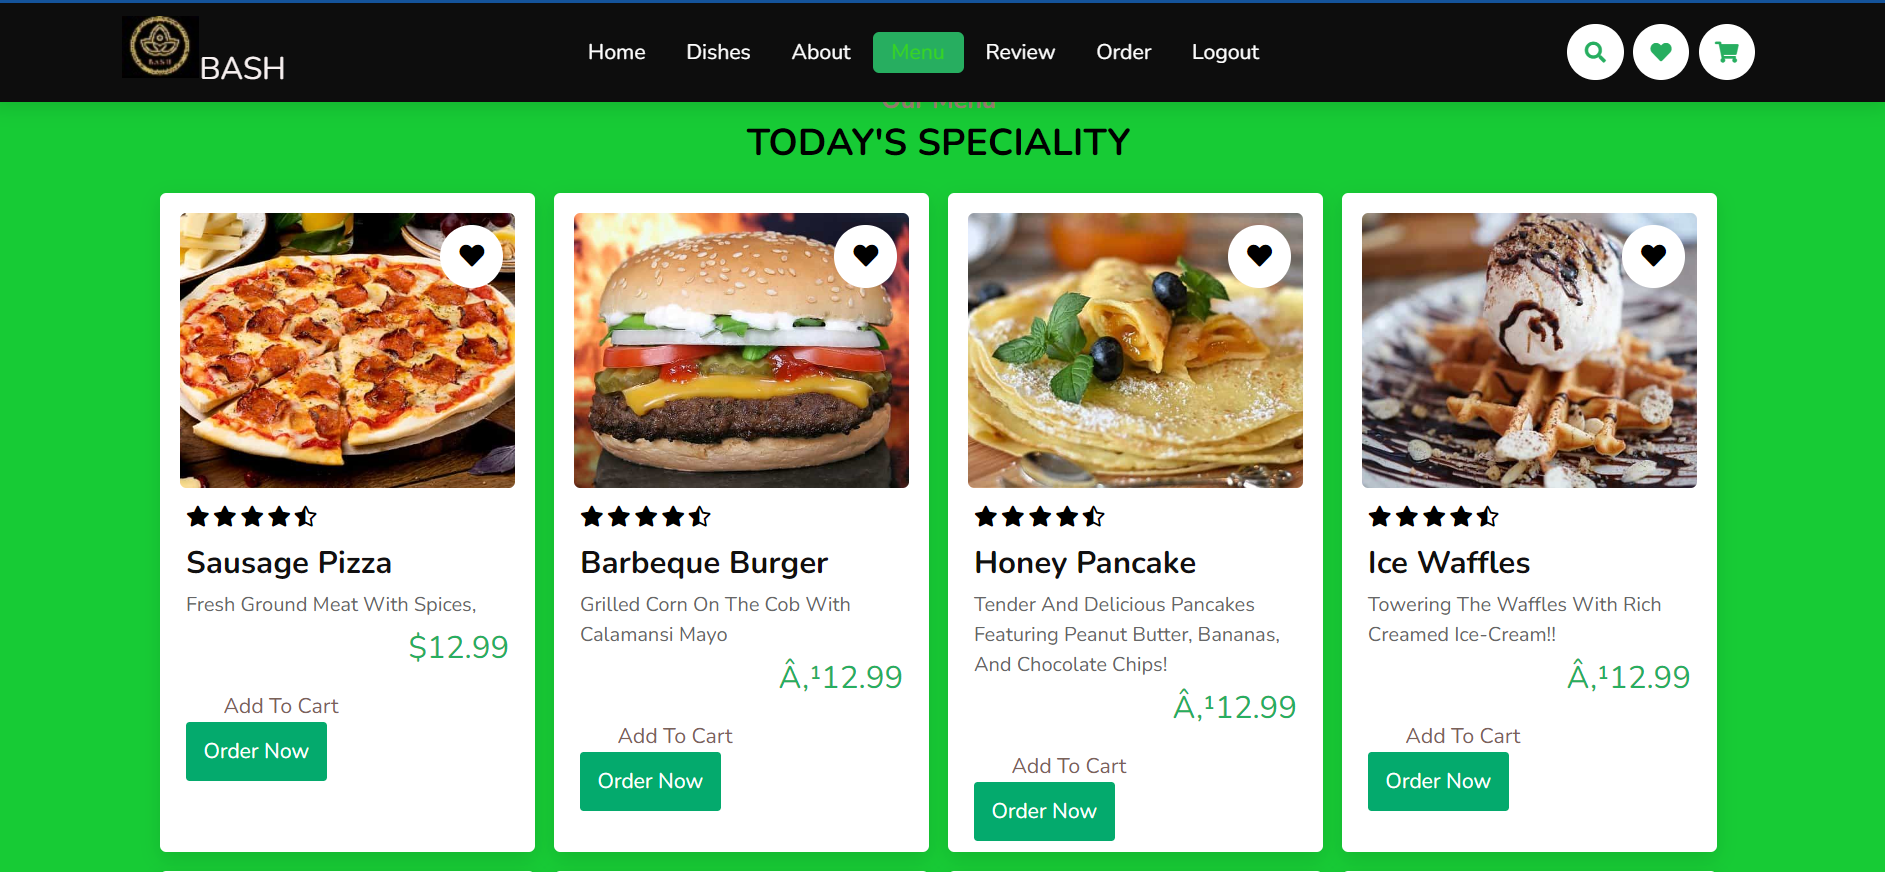 BASH
BASH
Home Dishes About Menu Review Order Logout
Our Menu
TODAY'S SPECIALITY
Sausage Pizza
Fresh Ground Meat With Spices,
$12.99
Add To Cart
Order Now
Barbeque Burger
Grilled Corn On The Cob With
Calamansi Mayo
Â‚¹12.99
Add To Cart
Order Now
Honey Pancake
Tender And Delicious Pancakes
Featuring Peanut Butter, Bananas,
And Chocolate Chips!
Â‚¹12.99
Add To Cart
Order Now
Ice Waffles
Towering The Waffles With Rich
Creamed Ice-Cream!!
Â‚¹12.99
Add To Cart
Order Now